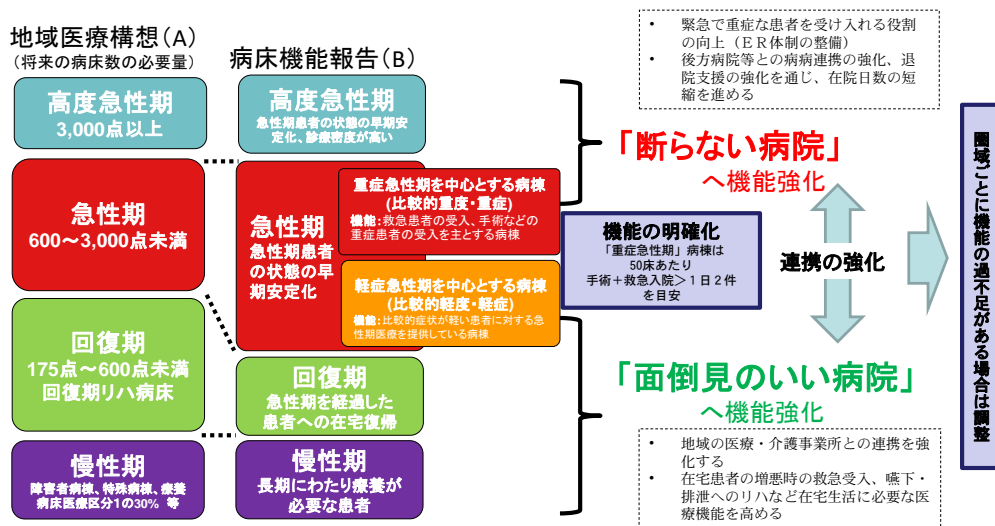 地域医療構想(A)
(将来の病床数の必要量)
高度急性期
3,000点以上
急性期
600～3,000点未満
回復期
175点～600点未満
回復期リハ病床
慢性期
障害者病棟、特殊病棟、療養
病床医療区分1の30% 等
病床機能報告(B)
高度急性期
急性期患者の状態の早期安
定化、診療密度が高い
急性期
急性期患者
の状態の早
期安定化
重症急性期を中心とする病棟
(比較的重度・重症)
機能：救急患者の受入、手術などの
重症患者の受入を主とする病棟
軽症急性期を中心とする病棟
(比較的軽度・軽症)
機能：比較的症状が軽い患者に対する急
性期医療を提供している病棟
回復期
急性期を経過した
患者への在宅復帰
慢性期
長期にわたり療養が
必要な患者
機能の明確化
「重症急性期」病棟は
50床あたり
手術＋救急入院＞１日２件
を目安
• 緊急で重症な患者を受け入れる役割
の向上（ＥＲ体制の整備）
• 後方病院等との病病連携の強化、退
院支援の強化を通じ、在院日数の短
縮を進める
「断らない病院」
へ機能強化
連携の強化
「面倒見のいい病院」
へ機能強化
• 地域の医療・介護事業所との連携を強
化する
• 在宅患者の増悪時の救急受入、嚥下・
排泄へのリハなど在宅生活に必要な医
療機能を高める
圏域ごとに機能の過不足がある場合は調整